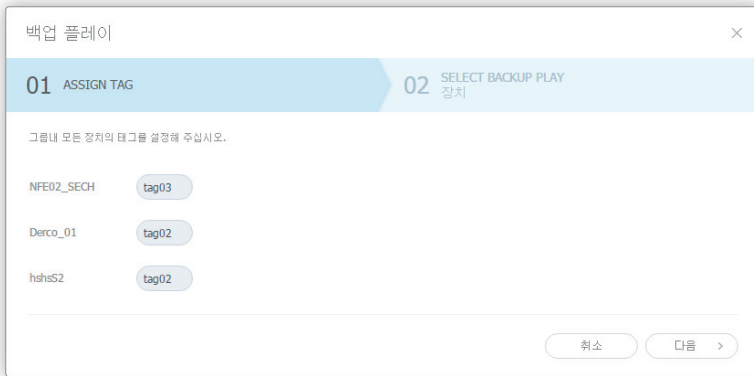 백업 플레이
01 ASSIGN TAG
02 SELECT BACKUP PLAY
장치
그룹내 모든 장치의 태그를 설정해 주십시오.
NFE02_SECH tag03
Derco_01 tag02
hshsS2 tag02
취소 다음